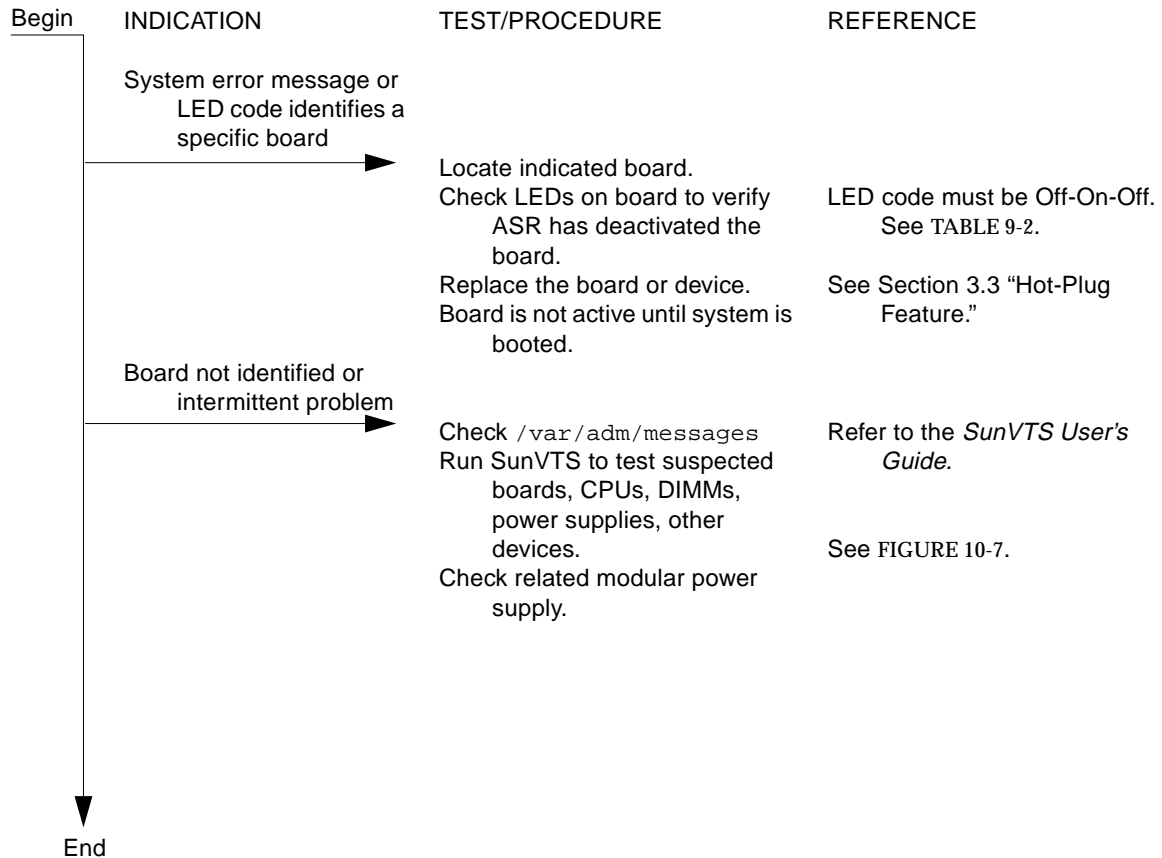 Begin
INDICATION
TEST/PROCEDURE
REFERENCE
System error message or
LED code identifies a
specific board
Locate indicated board.
Check LEDs on board to verify
ASR has deactivated the
board.
LED code must be Off-On-Off.
See TABLE 9-2.
Replace the board or device.
See Section 3.3 “Hot-Plug
Feature.”
Board is not active until system is
booted.
Board not identified or
intermittent problem
Check /var/adm/messages
Refer to the SunVTS User's
Guide.
Run SunVTS to test suspected
boards, CPUs, DIMMs,
power supplies, other
devices.
See FIGURE 10-7.
Check related modular power
supply.
End